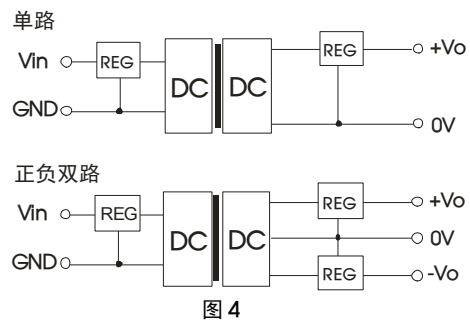 单路
Vin REG DC DC REG +Vo
GND 0V
正负双路
Vin REG DC DC REG +Vo
GND 0V
REG -Vo
图4